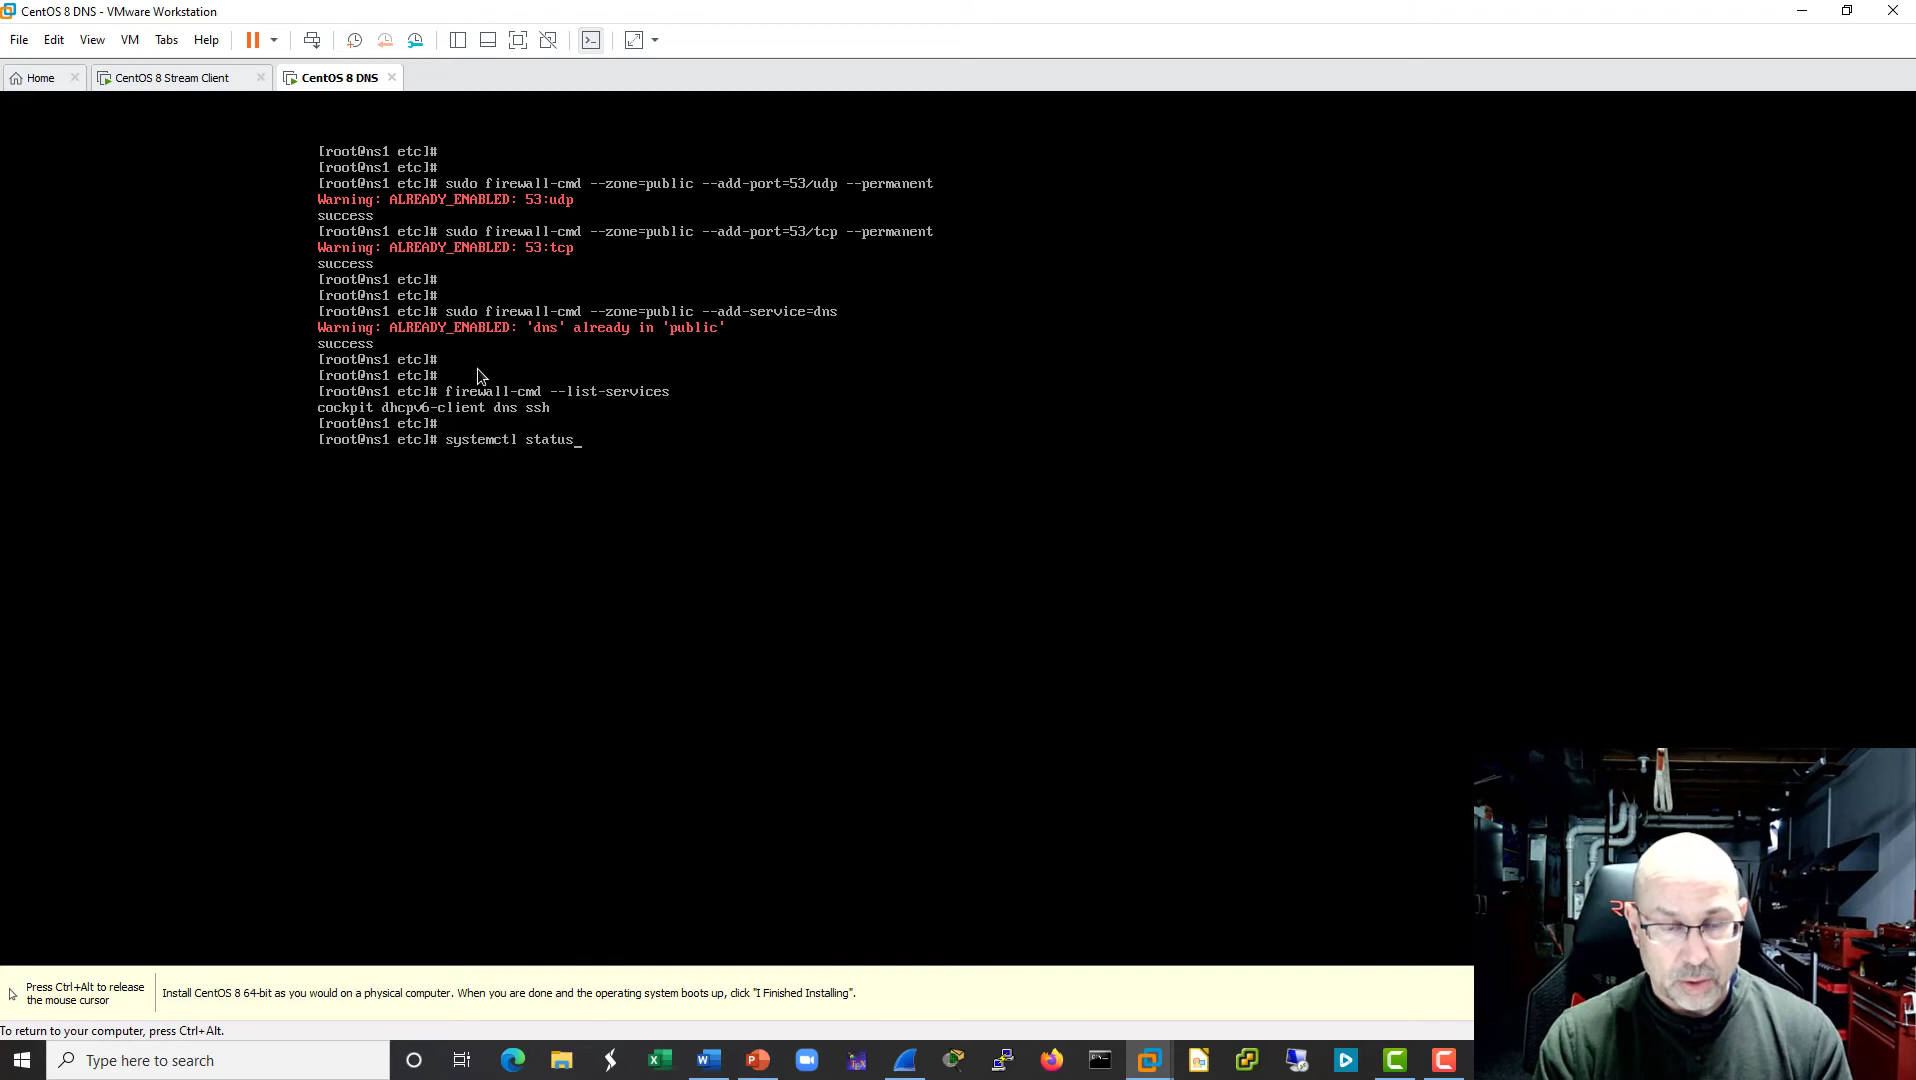 CentOS 8 DNS - VMware Workstation
File Edit View VM Tabs Help
Home CentOS 8 Stream Client CentOS 8 DNS
[root@ns1 etc]#
[root@ns1 etc]#
[root@ns1 etc]# sudo firewall-cmd --zone=public --add-port=53/udp --permanent
Warning: ALREADY_ENABLED: 53:udp
success
[root@ns1 etc]# sudo firewall-cmd --zone=public --add-port=53/tcp --permanent
Warning: ALREADY_ENABLED: 53:tcp
success
[root@ns1 etc]#
[root@ns1 etc]#
[root@ns1 etc]# sudo firewall-cmd --zone=public --add-service=dns
Warning: ALREADY_ENABLED: 'dns' already in 'public'
success
[root@ns1 etc]#
[root@ns1 etc]#
[root@ns1 etc]# firewall-cmd --list-services
cockpit dhcpv6-client dns ssh
[root@ns1 etc]#
[root@ns1 etc]# systemctl status_
Press Ctrl+Alt to release
the mouse cursor
Install CentOS 8 64-bit as you would on a physical computer. When you are done and the operating system boots up, click "I Finished Installing".
To return to your computer, press Ctrl+Alt.
Type here to search